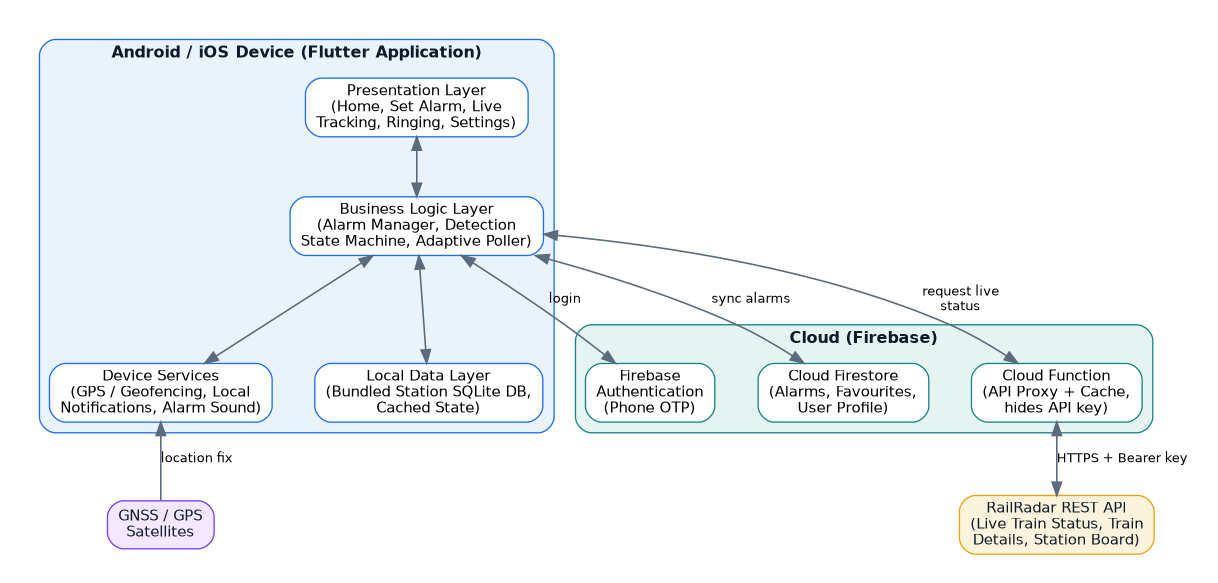 Android / iOS Device (Flutter Application)
Presentation Layer
(Home, Set Alarm, Live
Tracking, Ringing, Settings)
Business Logic Layer
(Alarm Manager, Detection
State Machine, Adaptive Poller)
login
sync alarms
request live
status
Cloud (Firebase)
Device Services
(GPS / Geofencing, Local
Notifications, Alarm Sound)
Local Data Layer
(Bundled Station SQLite DB,
Cached State)
Firebase
Authentication
(Phone OTP)
Cloud Firestore
(Alarms, Favourites,
User Profile)
Cloud Function
(API Proxy + Cache,
hides API key)
location fix
HTTPS + Bearer key
GNSS / GPS
Satellites
RailRadar REST API
(Live Train Status, Train
Details, Station Board)